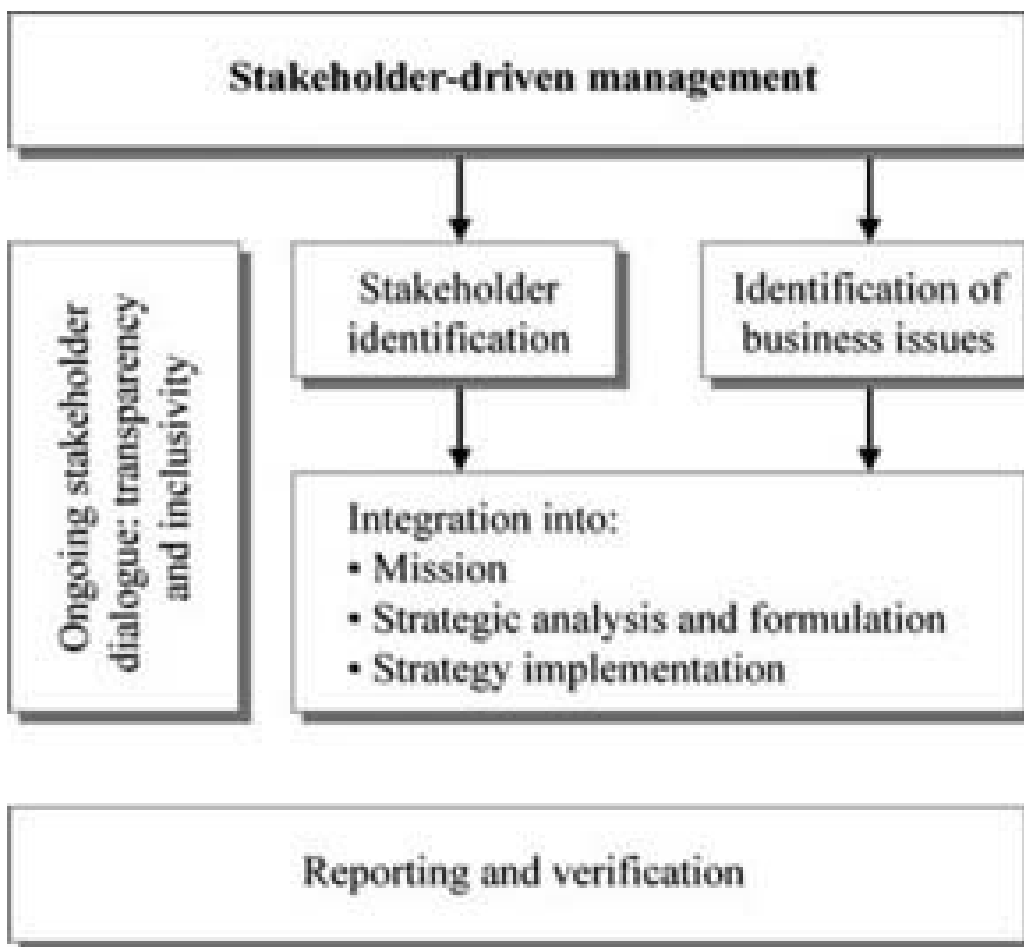 Stakeholder-driven management
Ongoing stakeholder
dialogue: transparency
and inclusivity
Stakeholder
identification
Identification of
business issues
Integration into:
• Mission
• Strategic analysis and formulation
• Strategy implementation
Reporting and verification